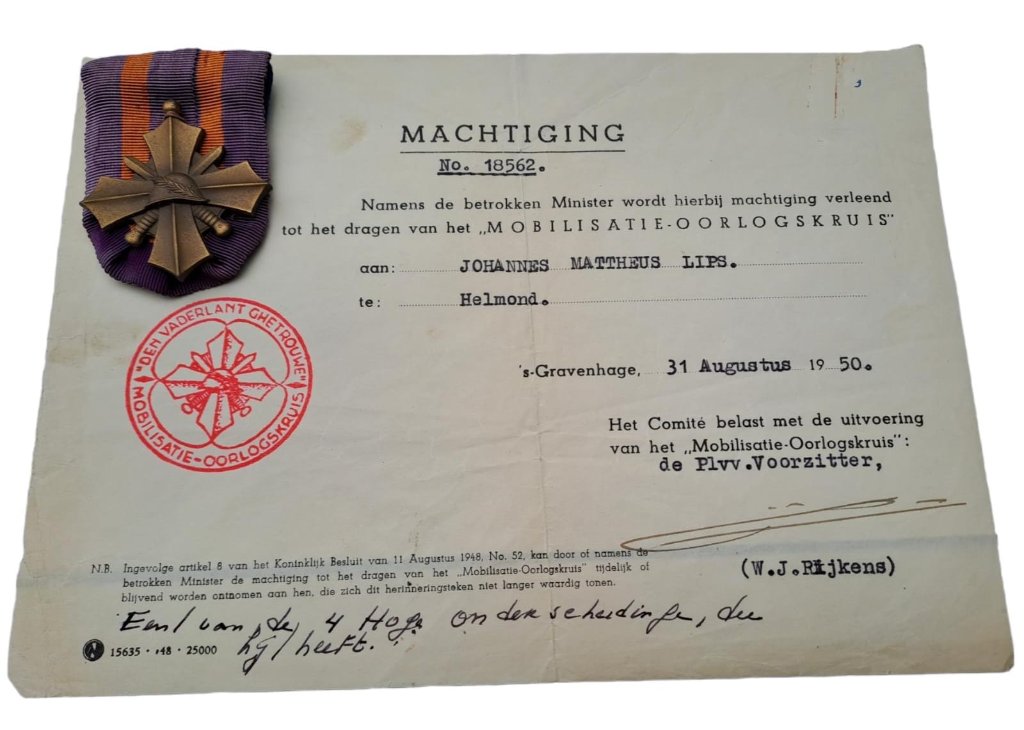 MACHTIGING
No. 18562.
Namens de betrokken Minister wordt hierbij machtiging verleend
tot het dragen van het „MOBILISATIE-OORLOGSKRUIS"
aan: JOHANNES MATTHEUS LIPS.
te: Helmond.
"DEN VADERLANT GHETROUWE"
MOBILISATIE-OORLOGSKRUIS
's-Gravenhage, 31 Augustus 1950.
Het Comité belast met de uitvoering
van het „Mobilisatie-Oorlogskruis":
de Plvv.Voorzitter,
(W.J.Rijkens)
N.B. Ingevolge artikel 8 van het Koninklijk Besluit van 11 Augustus 1948, No. 52, kan door of namens de
betrokken Minister de machtiging tot het dragen van het „Mobilisatie-Oorlogskruis" tijdelijk of
blijvend worden ontnomen aan hen, die zich dit herinneringsteken niet langer waardig tonen.
Een van de 4 Hoge onderscheidinge, die
hij heeft.
15635 · '48 · 25000